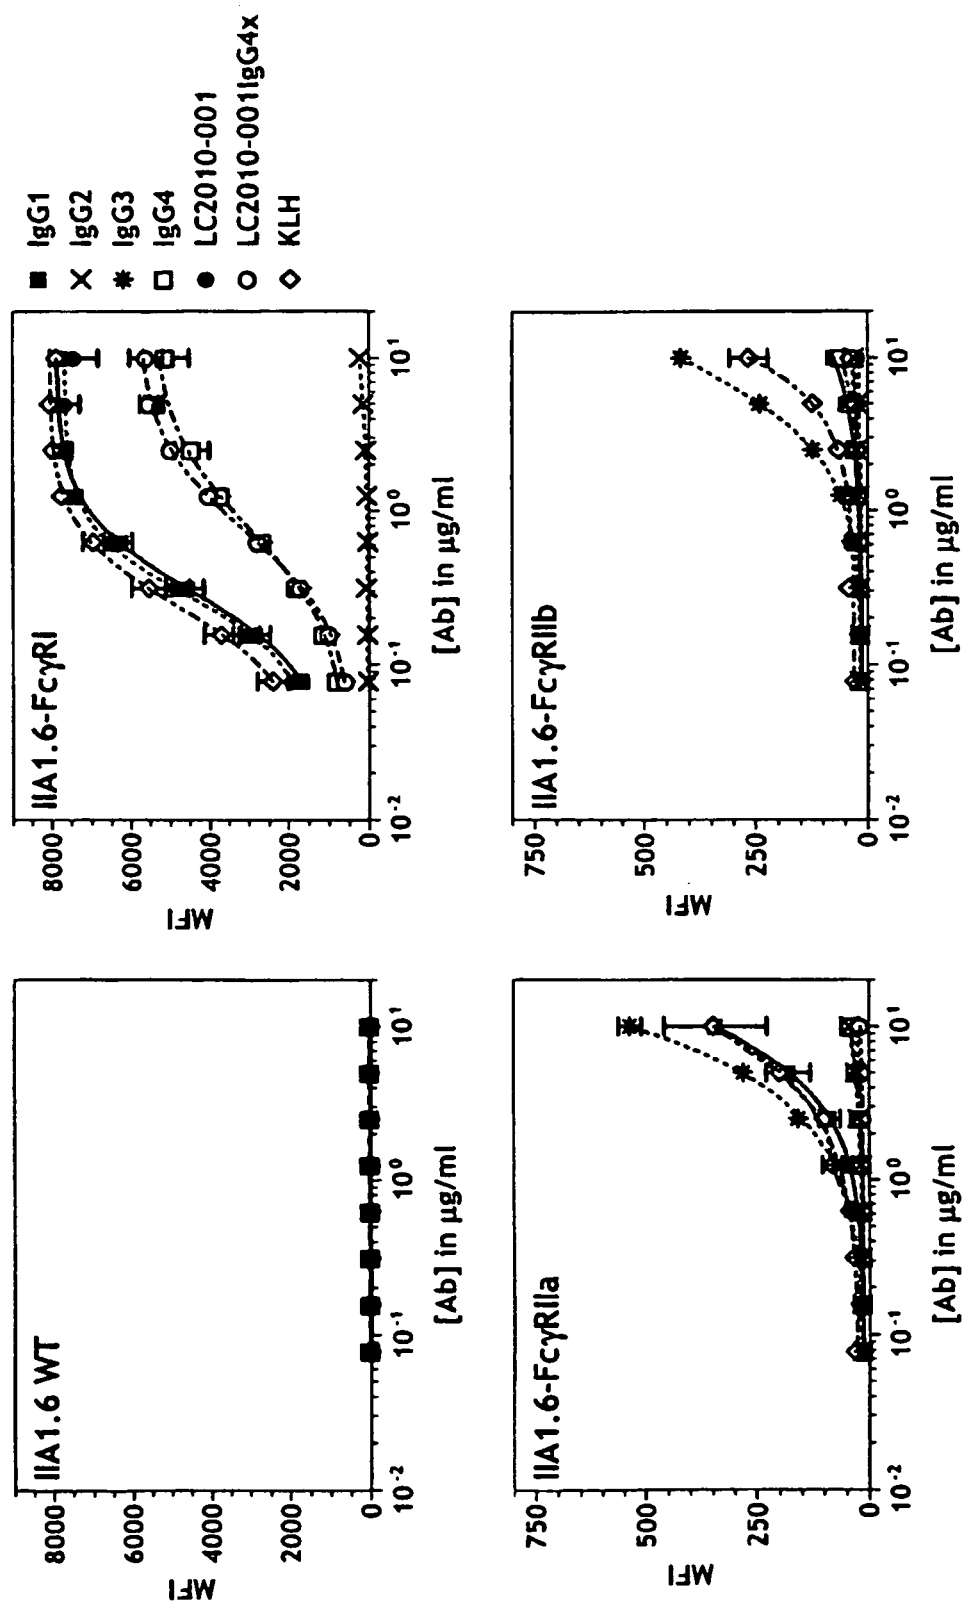 IIA1.6 WT
MFI
8000
6000
4000
2000
0
10-2
10-1
100
101
[Ab] in µg/ml
IIA1.6-FcγRI
MFI
8000
6000
4000
2000
0
10-2
10-1
100
101
[Ab] in µg/ml
IgG1
IgG2
IgG3
IgG4
LC2010-001
LC2010-001IgG4x
KLH
IIA1.6-FcγRIIa
MFI
750
500
250
0
10-2
10-1
100
101
[Ab] in µg/ml
IIA1.6-FcγRIIb
MFI
750
500
250
0
10-2
10-1
100
101
[Ab] in µg/ml